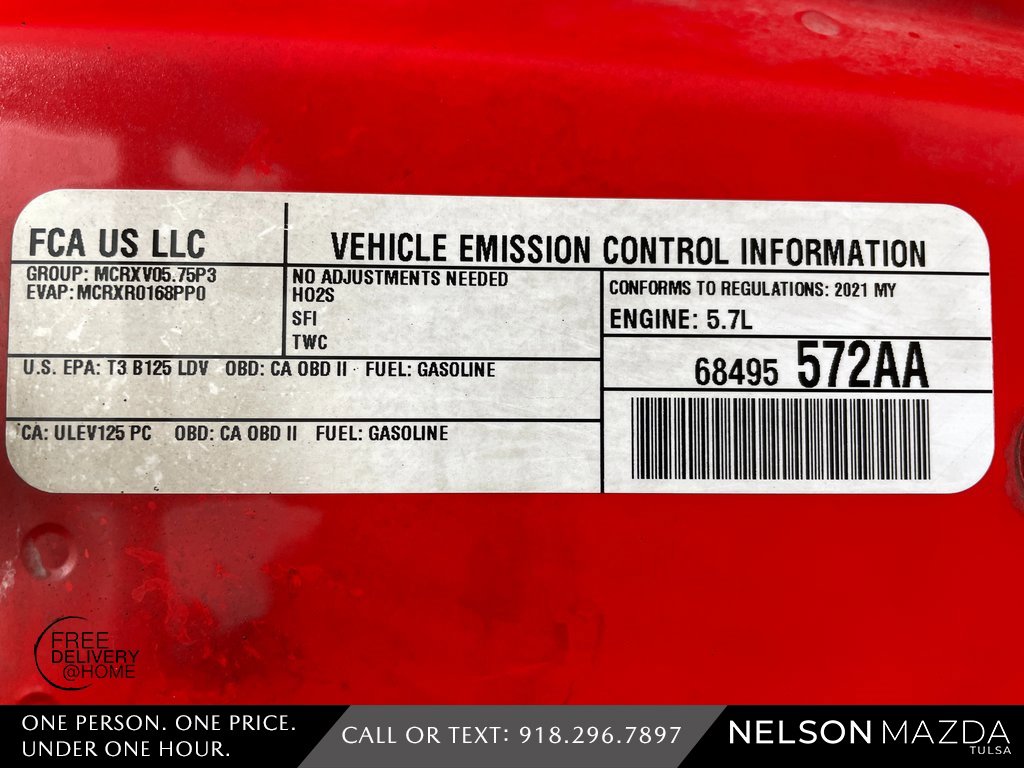 FCA US LLC
VEHICLE EMISSION CONTROL INFORMATION
GROUP: MCRXV05.75P3
EVAP: MCRXR0168PP0
NO ADJUSTMENTS NEEDED
HO2S
SFI
TWC
CONFORMS TO REGULATIONS: 2021 MY
ENGINE: 5.7L
U.S. EPA: T3 B125 LDV OBD: CA OBD II FUEL: GASOLINE
68495 572AA
CA: ULEV125 PC OBD: CA OBD II FUEL: GASOLINE
FREE
DELIVERY
@HOME
ONE PERSON. ONE PRICE.
UNDER ONE HOUR.
CALL OR TEXT: 918.296.7897
NELSON MAZDA
TULSA